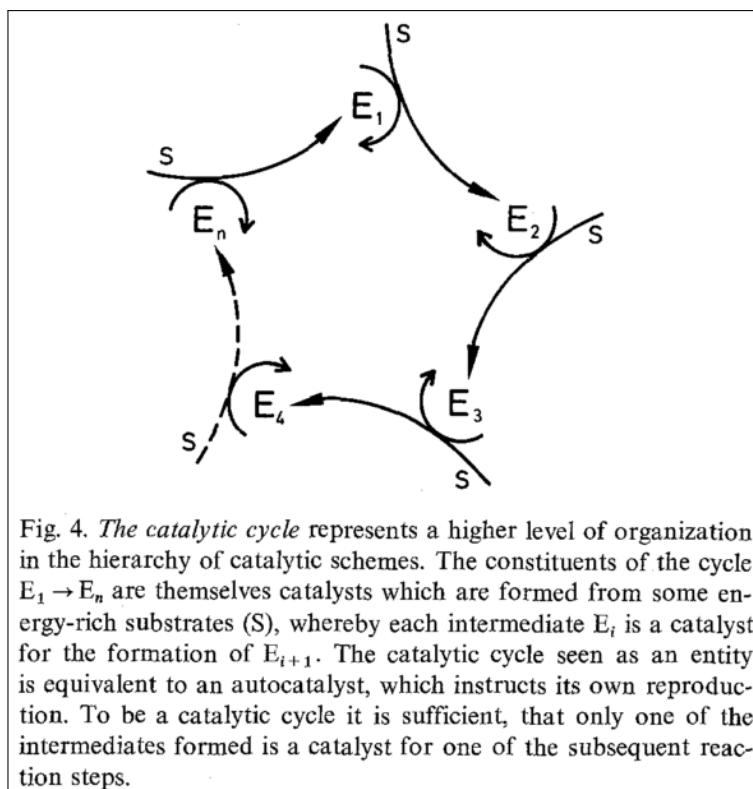 S
E₁
S
Eₙ
E₂
S
E₃
E₄
S
S
Fig. 4. The catalytic cycle represents a higher level of organization
in the hierarchy of catalytic schemes. The constituents of the cycle
E₁ → Eₙ are themselves catalysts which are formed from some en-
ergy-rich substrates (S), whereby each intermediate Eᵢ is a catalyst
for the formation of Eᵢ₊₁. The catalytic cycle seen as an entity
is equivalent to an autocatalyst, which instructs its own reproduc-
tion. To be a catalytic cycle it is sufficient, that only one of the
intermediates formed is a catalyst for one of the subsequent reac-
tion steps.